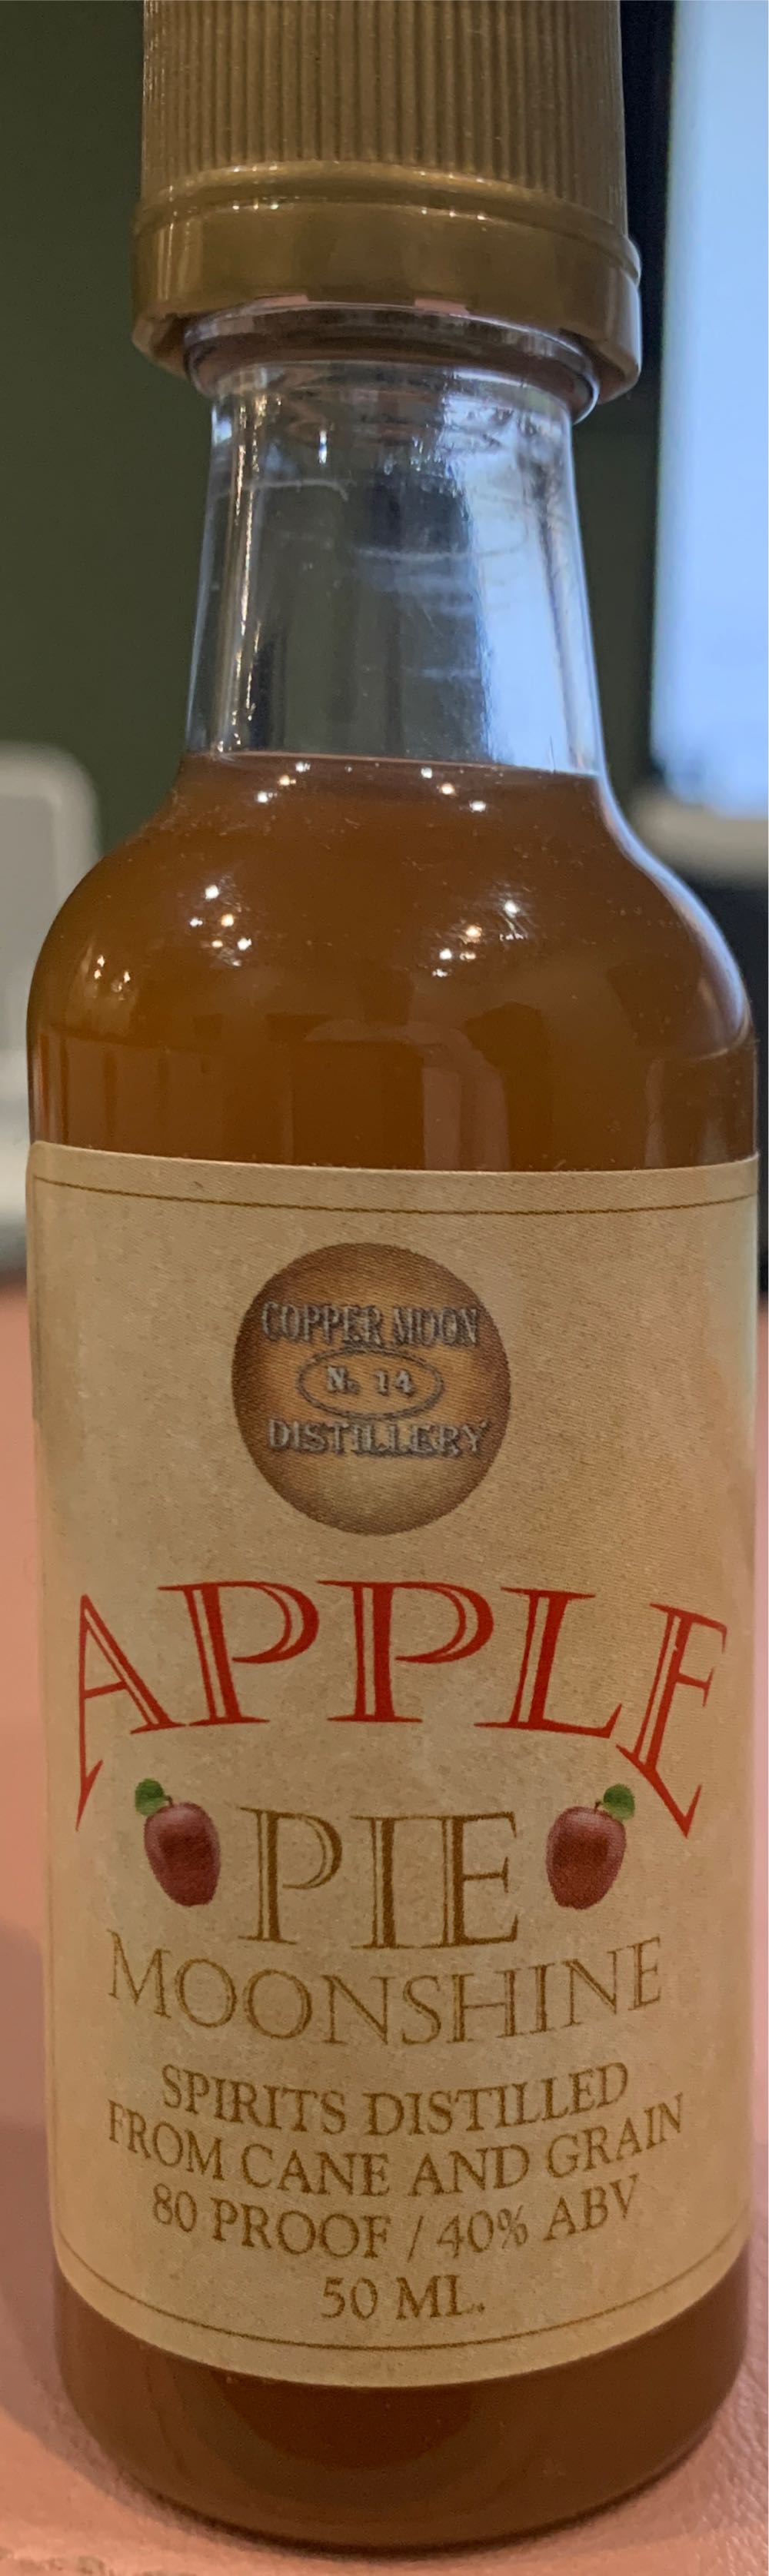 COPPER MOON
No. 14
DISTILLERY
APPLE
PIE
MOONSHINE
SPIRITS DISTILLED
FROM CANE AND GRAIN
80 PROOF / 40% ABV
50 ML.